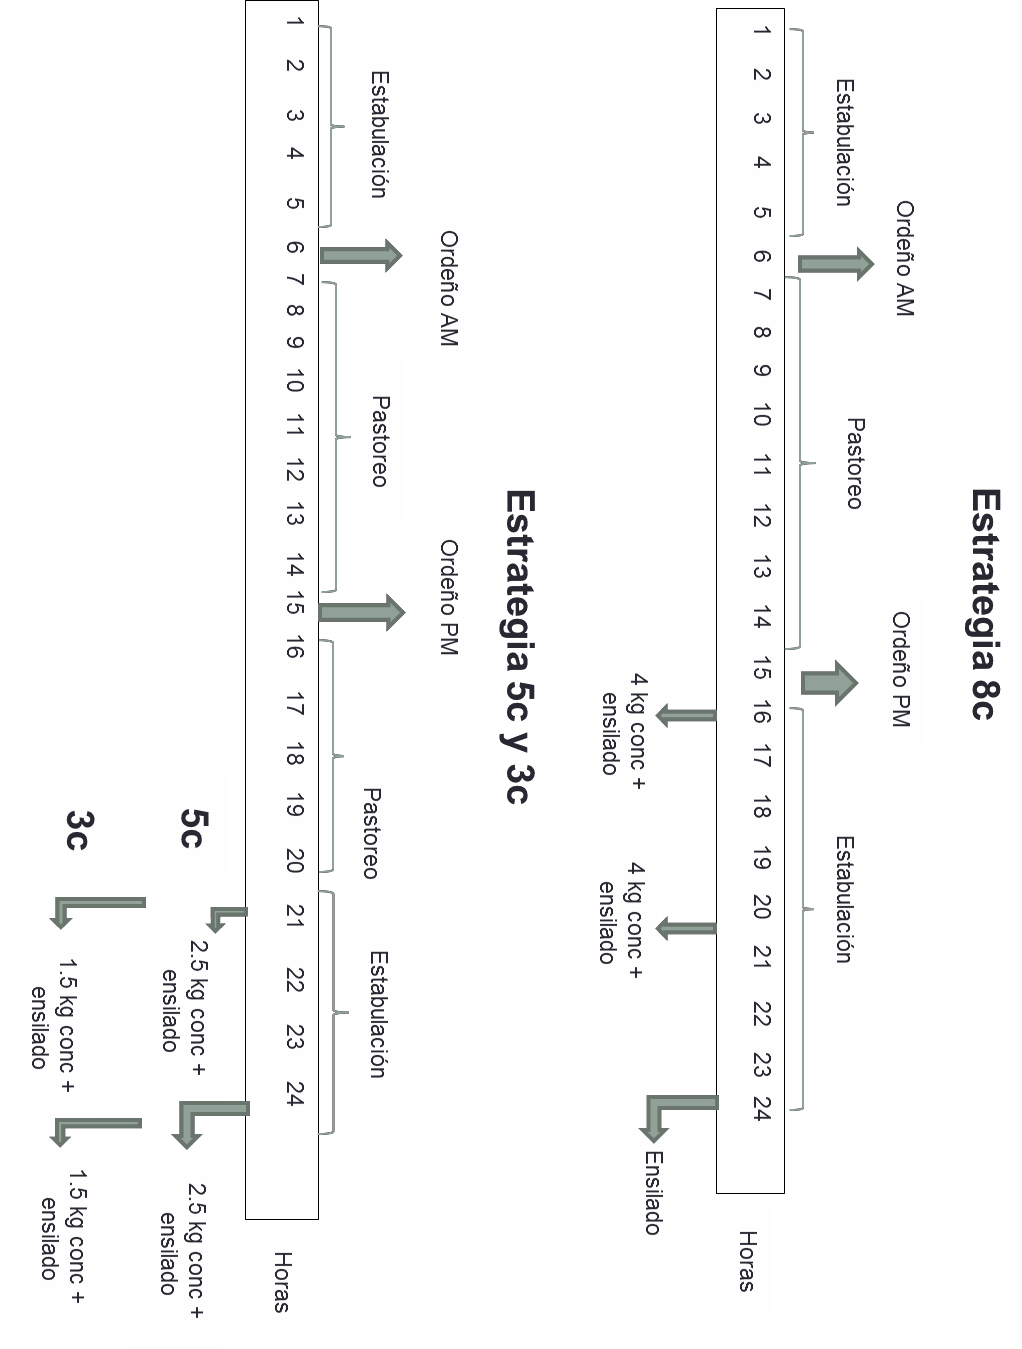 Estrategia 8c
Ordeño AM
Ordeño PM
Estabulación
Pastoreo
Estabulación
1 2 3 4 5 6 7 8 9 10 11 12 13 14 15 16 17 18 19 20 21 22 23 24
Horas
4 kg conc +
ensilado
4 kg conc +
ensilado
Ensilado
Estrategia 5c y 3c
Ordeño AM
Ordeño PM
Estabulación
Pastoreo
Pastoreo
Estabulación
1 2 3 4 5 6 7 8 9 10 11 12 13 14 15 16 17 18 19 20 21 22 23 24
Horas
5c
2.5 kg conc +
ensilado
2.5 kg conc +
ensilado
3c
1.5 kg conc +
ensilado
1.5 kg conc +
ensilado